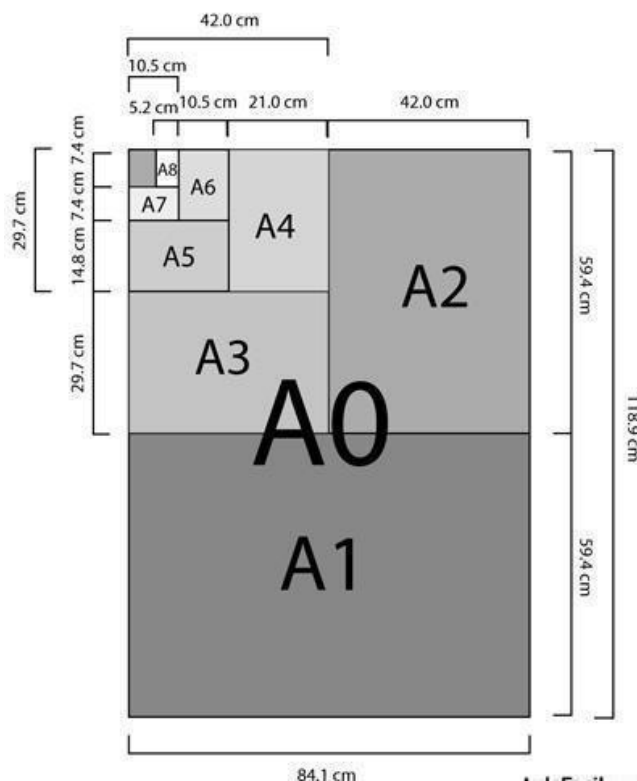 42.0 cm
10.5 cm
5.2 cm
10.5 cm
21.0 cm
42.0 cm
7.4 cm
7.4 cm
14.8 cm
29.7 cm
29.7 cm
A8
A7
A6
A5
A4
A3
A2
A0
A1
59.4 cm
59.4 cm
118.9 cm
84.1 cm